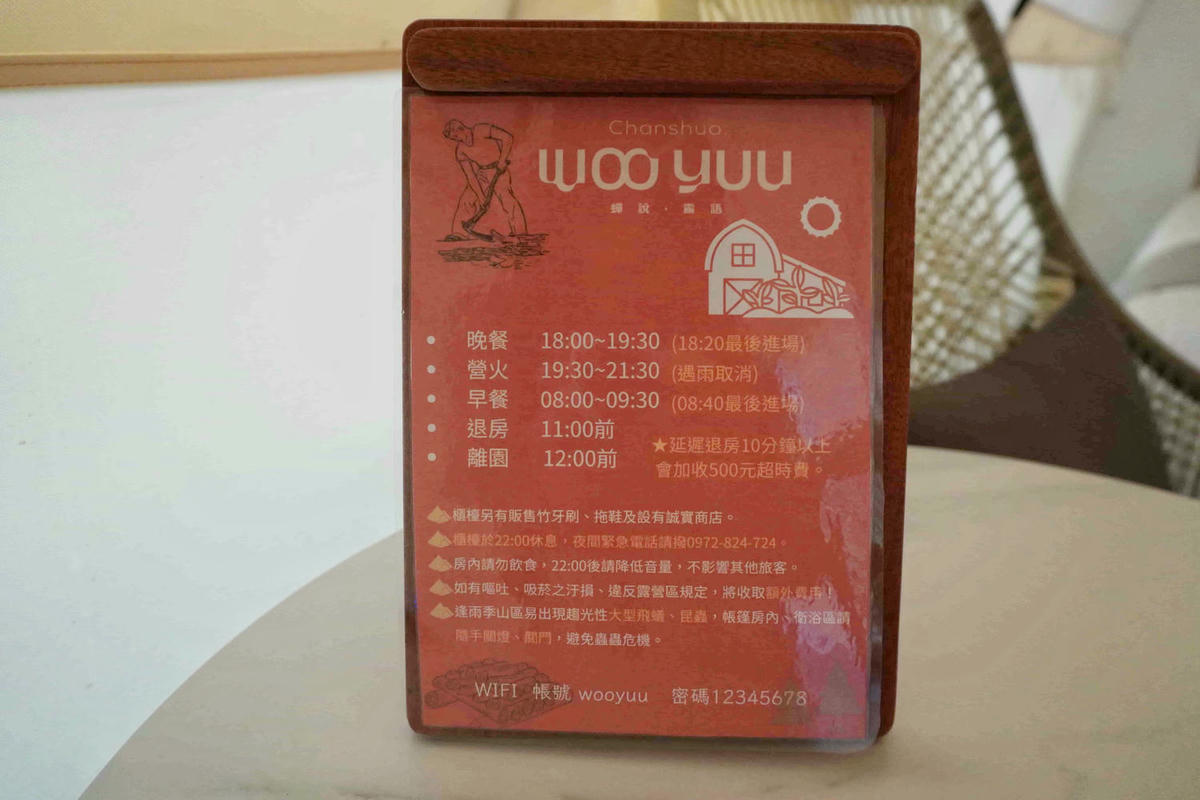 Chanshuo.
woo yuu
蟬說·霧語
晚餐 18:00~19:30 (18:20最後進場)
營火 19:30~21:30 (遇雨取消)
早餐 08:00~09:30 (08:40最後進場)
退房 11:00前
離園 12:00前
★延遲退房10分鐘以上
會加收500元超時費。
櫃檯另有販售竹牙刷、拖鞋及設有誠實商店。
櫃檯於22:00休息，夜間緊急電話請撥0972-824-724。
房內請勿飲食，22:00後請降低音量，不影響其他旅客。
如有嘔吐、吸菸之汙損、違反露營區規定，將收取額外費用！
逢雨季山區易出現趨光性大型飛蟻、昆蟲，帳篷房內、衛浴區請
隨手關燈、關門，避免蟲蟲危機。
WIFI 帳號 wooyuu 密碼12345678